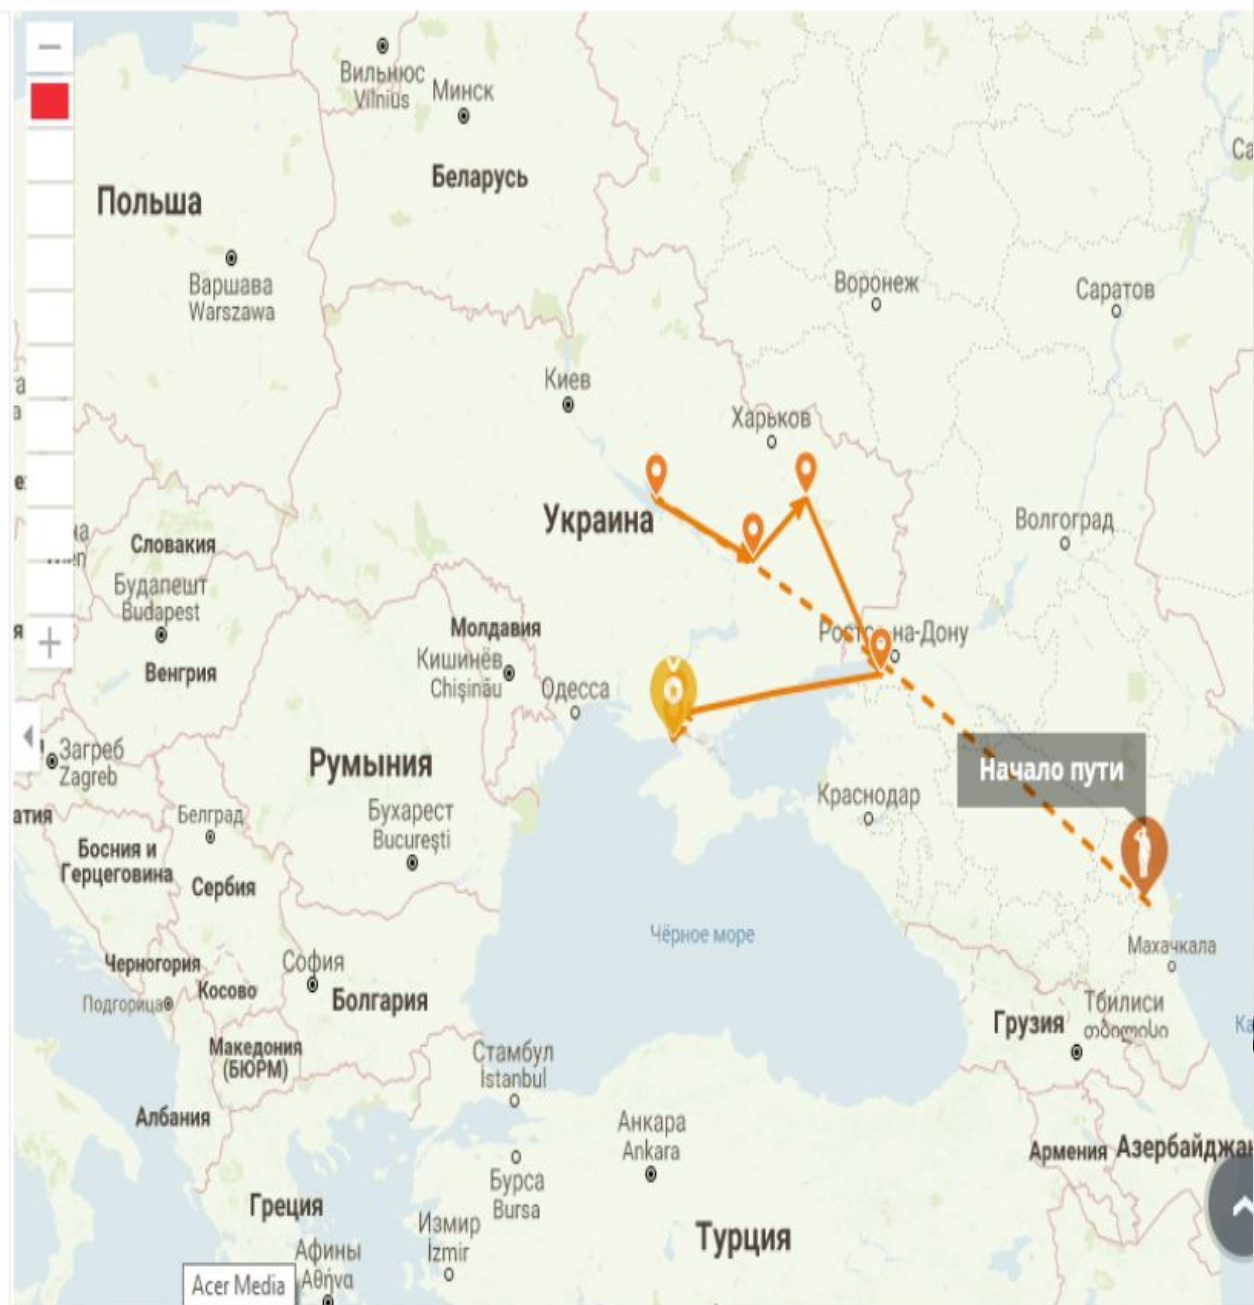 Вильнюс
Vilnius
Минск
Беларусь
Польша
Варшава
Warszawa
Воронеж
Саратов
Киев
Харьков
Украина
Волгоград
Словакия
Будапешт
Budapest
Венгрия
Молдавия
Кишинёв
Chişinău
Одесса
на-Дону
Загреб
Zagreb
Румыния
Начало пути
Бухарест
Bucureşti
Краснодар
Белград
Босния и
Герцеговина
Сербия
Чёрное море
Махачкала
Черногория
Косово
София
Подгорица
Болгария
Тбилиси
თბილისი
Грузия
Македония
(БЮРМ)
Стамбул
İstanbul
Албания
Анкара
Ankara
Армения
Азербайджан
Бурса
Bursa
Греция
Измир
İzmir
Турция
Афины
Αθήνα
Acer Media